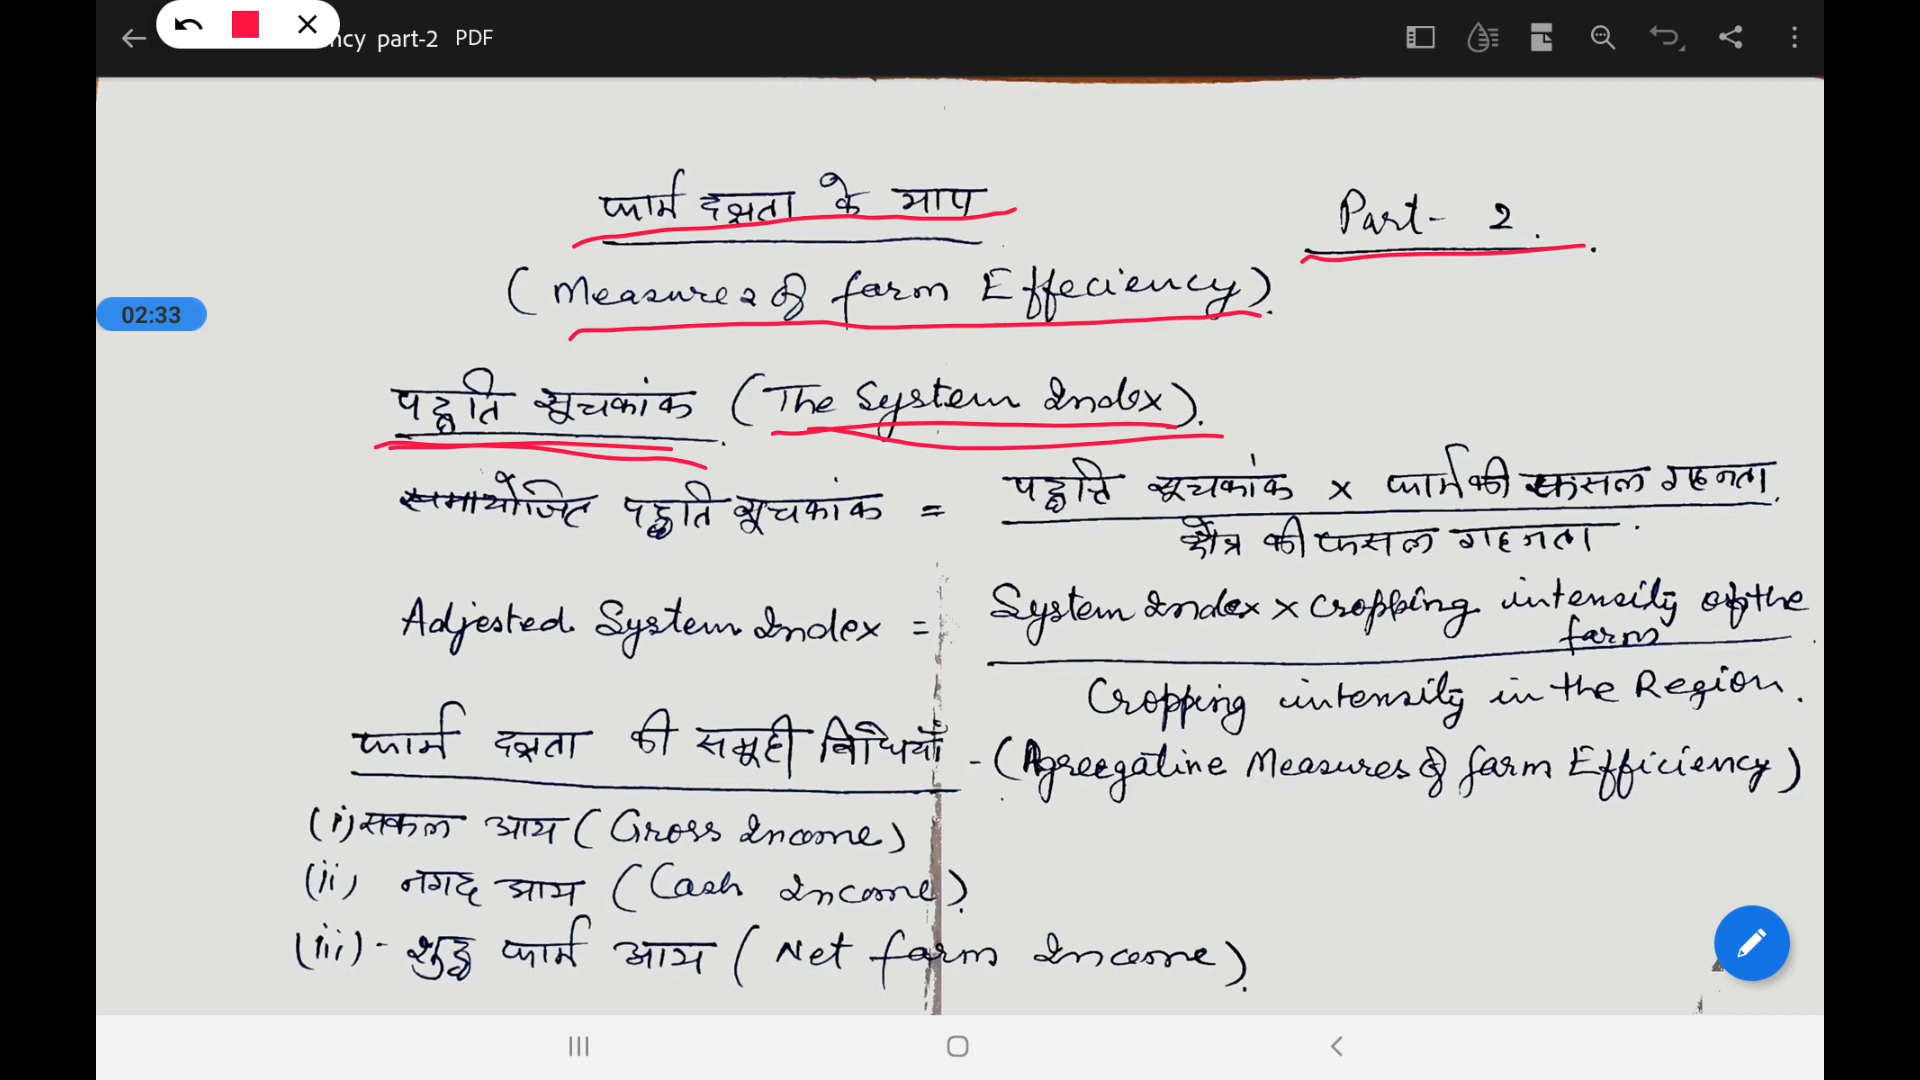 ncy part-2 PDF
फार्म दक्षता के माप
Part- 2.
(Measures of farm Effeciency).
02:33
पद्धति सूचकांक (The System Index).
समायोजित पद्धति सूचकांक = पद्धति सूचकांक x फार्म की फसल गहनता.
क्षेत्र की फसल गहनता
Adjested System Index = System Index x cropping intensity of the farm
Cropping intensity in the Region.
फार्म दक्षता की समूही विधियाँ - (Agreegatine Measures of farm Efficiency)
(i) सकल आय (Gross Income)
(ii) नगद आय (Cash Income).
(iii) - शुद्ध फार्म आय (Net farm Income).